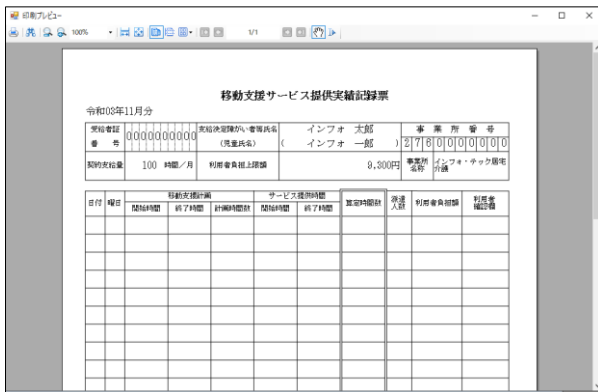 印刷プレビュー
100%
1/1
移動支援サービス提供実績記録票
令和03年11月分
受給者証番号 0000000000 支給決定障がい者等氏名 インフォ 太郎 事業所番号
(児童氏名) ( インフォ 一郎 ) 2760000000
契約支給量 100 時間/月 利用者負担上限額 9,300円 事業所名称 インフォ・テック居宅介護
日付 曜日 移動支援計画 サービス提供時間 算定時間数 派遣人数 利用者負担額 利用者確認欄
開始時間 終了時間 計画時間数 開始時間 終了時間